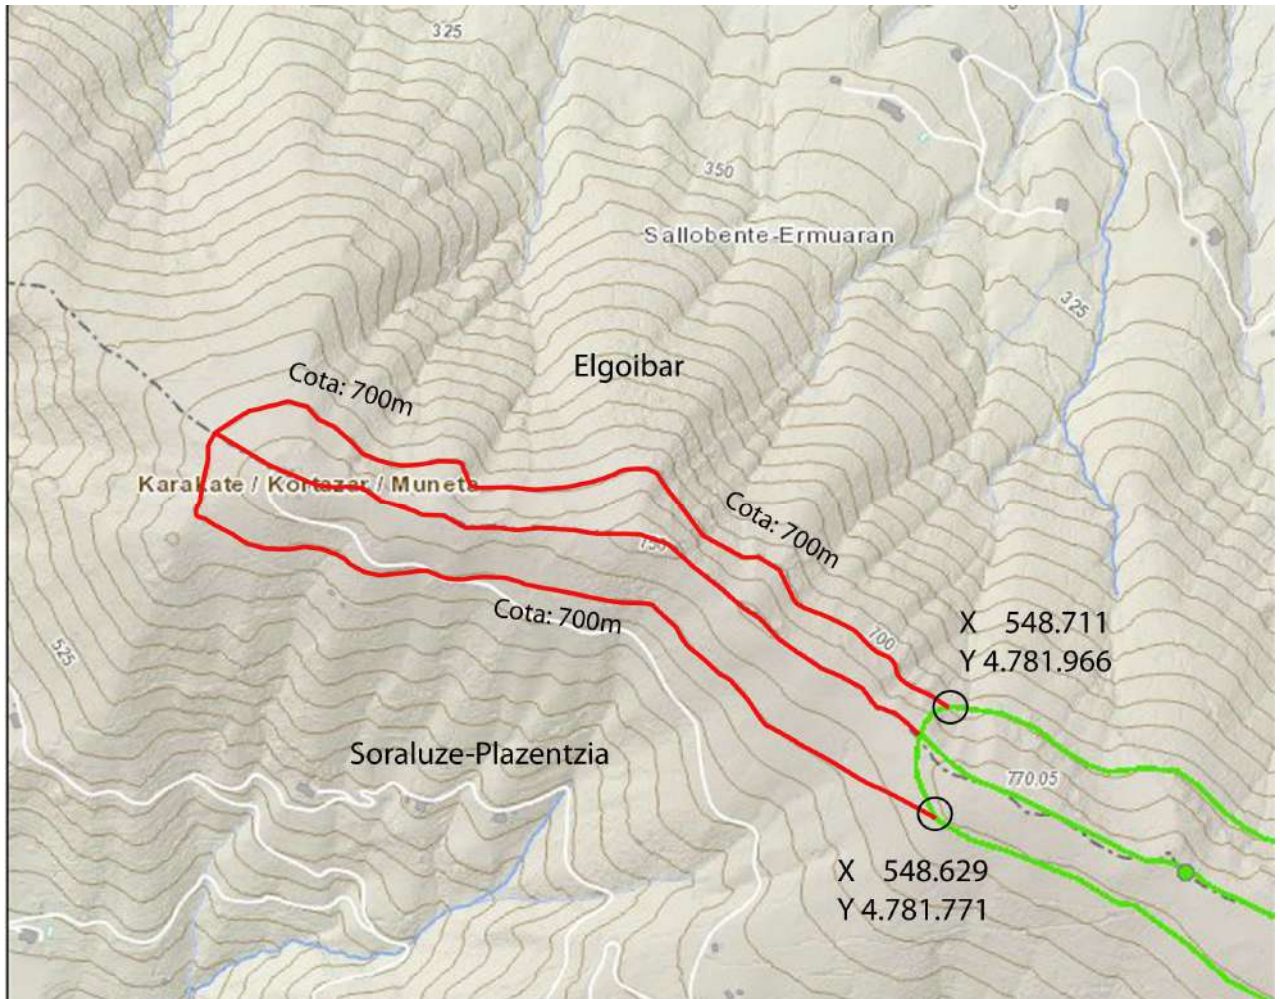 325
350
Sallobente-Ermuaran
325
Elgoibar
Cota: 700m
Karakate / Kortazar / Muneta
Cota: 700m
750
Cota: 700m
700
X 548.711
Y 4.781.966
525
Soraluze-Plazentzia
770,05
X 548.629
Y 4.781.771